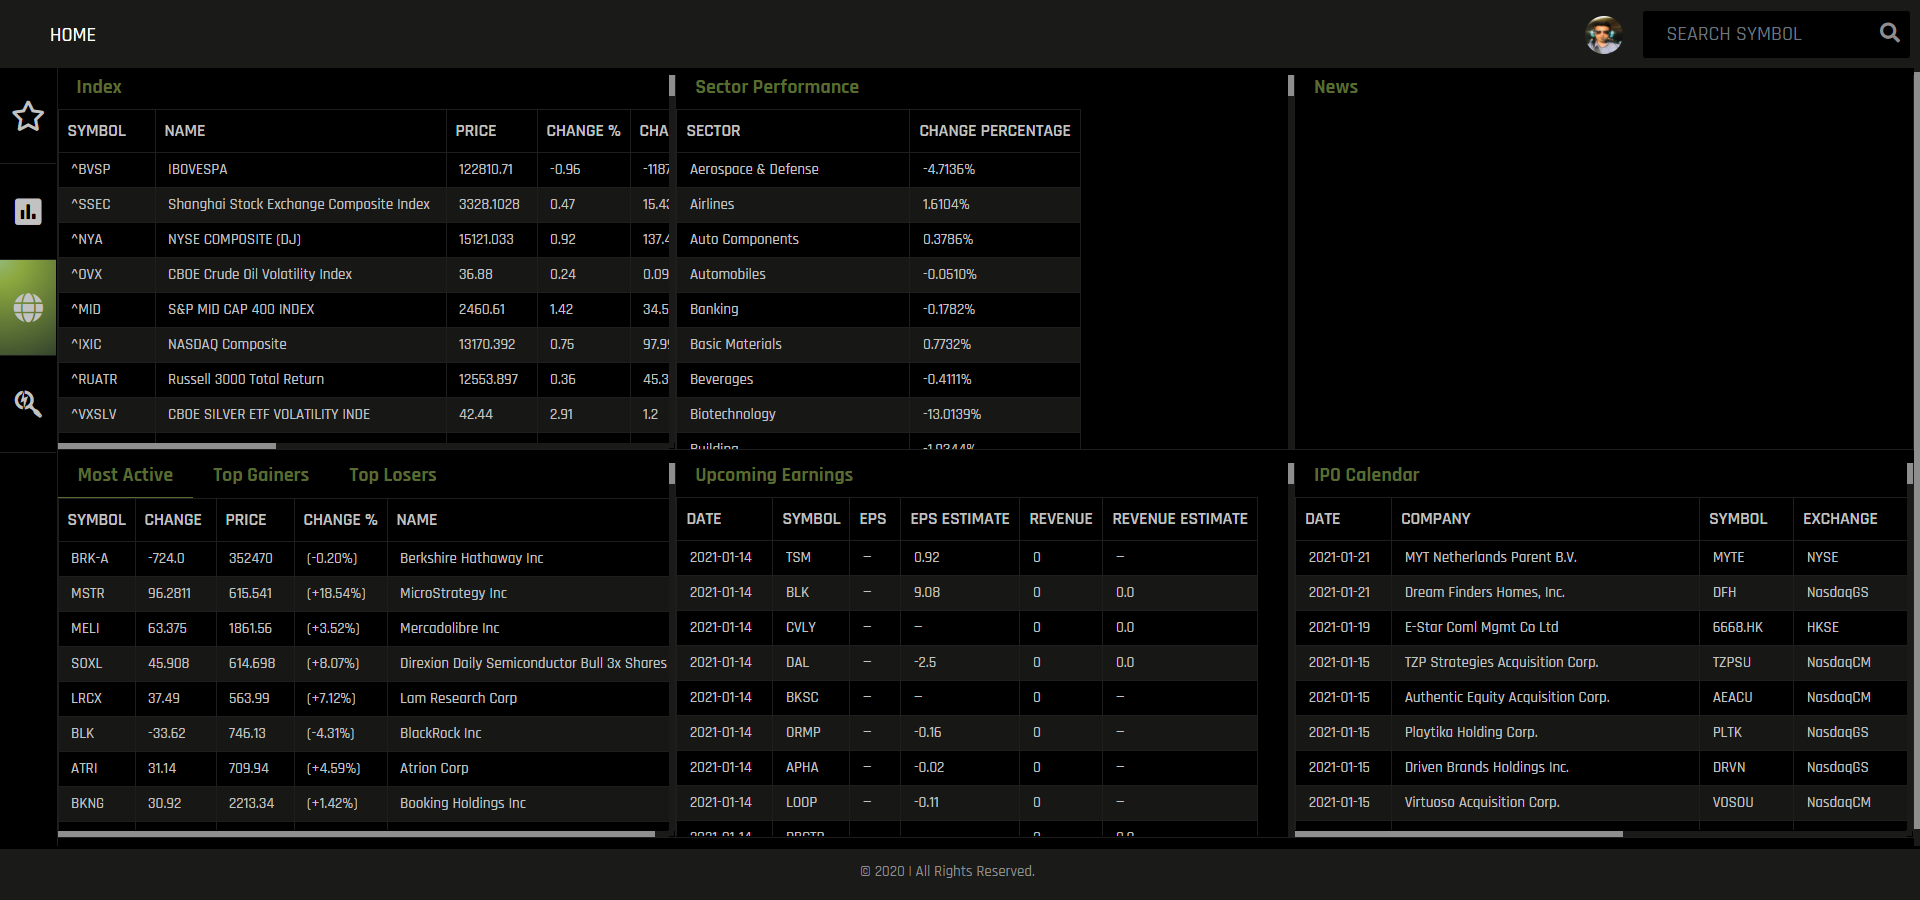 HOME
SEARCH SYMBOL
Index
SYMBOL NAME PRICE CHANGE % CHA
^BVSP IBOVESPA 122810.71 -0.96 -1187
^SSEC Shanghai Stock Exchange Composite Index 3328.1028 0.47 15.43
^NYA NYSE COMPOSITE (DJ) 15121.033 0.92 137.4
^OVX CBOE Crude Oil Volatility Index 36.88 0.24 0.09
^MID S&P MID CAP 400 INDEX 2460.61 1.42 34.5
^IXIC NASDAQ Composite 13170.392 0.75 97.9
^RUATR Russell 3000 Total Return 12553.897 0.36 45.3
^VXSLV CBOE SILVER ETF VOLATILITY INDE 42.44 2.91 1.2
Sector Performance
SECTOR CHANGE PERCENTAGE
Aerospace & Defense -4.7136%
Airlines 1.6104%
Auto Components 0.3786%
Automobiles -0.0510%
Banking -0.1782%
Basic Materials 0.7732%
Beverages -0.4111%
Biotechnology -13.0139%
Building
News
Most Active Top Gainers Top Losers
SYMBOL CHANGE PRICE CHANGE % NAME
BRK-A -724.0 352470 (-0.20%) Berkshire Hathaway Inc
MSTR 96.2811 615.541 (+18.54%) MicroStrategy Inc
MELI 63.375 1861.56 (+3.52%) Mercadolibre Inc
SOXL 45.908 614.698 (+8.07%) Direxion Daily Semiconductor Bull 3x Shares
LRCX 37.49 563.99 (+7.12%) Lam Research Corp
BLK -33.62 746.13 (-4.31%) BlackRock Inc
ATRI 31.14 709.94 (+4.59%) Atrion Corp
BKNG 30.92 2213.34 (+1.42%) Booking Holdings Inc
Upcoming Earnings
DATE SYMBOL EPS EPS ESTIMATE REVENUE REVENUE ESTIMATE
2021-01-14 TSM — 0.92 0 —
2021-01-14 BLK — 9.08 0 0.0
2021-01-14 CVLY — — 0 0.0
2021-01-14 DAL — -2.5 0 0.0
2021-01-14 BKSC — — 0 —
2021-01-14 ORMP — -0.16 0 —
2021-01-14 APHA — -0.02 0 —
2021-01-14 LOOP — -0.11 0 —
2021-01-14 0 0.0
IPO Calendar
DATE COMPANY SYMBOL EXCHANGE
2021-01-21 MYT Netherlands Parent B.V. MYTE NYSE
2021-01-21 Dream Finders Homes, Inc. DFH NasdaqGS
2021-01-19 E-Star Coml Mgmt Co Ltd 6668.HK HKSE
2021-01-15 TZP Strategies Acquisition Corp. TZPSU NasdaqCM
2021-01-15 Authentic Equity Acquisition Corp. AEACU NasdaqCM
2021-01-15 Playtika Holding Corp. PLTK NasdaqGS
2021-01-15 Driven Brands Holdings Inc. DRVN NasdaqGS
2021-01-15 Virtuoso Acquisition Corp. VOSOU NasdaqCM
© 2020 | All Rights Reserved.